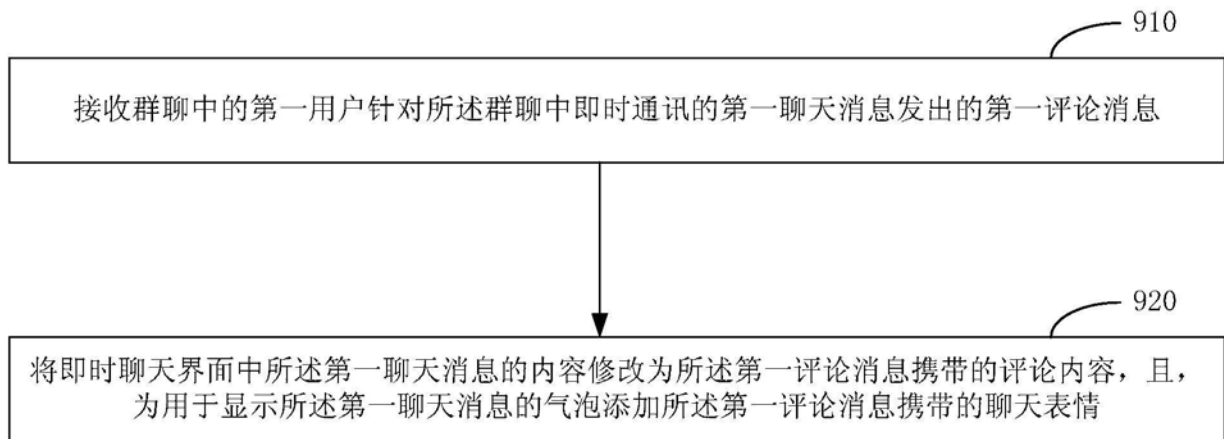 910
接收群聊中的第一用户针对所述群聊中即时通讯的第一聊天消息发出的第一评论消息
920
将即时聊天界面中所述第一聊天消息的内容修改为所述第一评论消息携带的评论内容，且，
为用于显示所述第一聊天消息的气泡添加所述第一评论消息携带的聊天表情